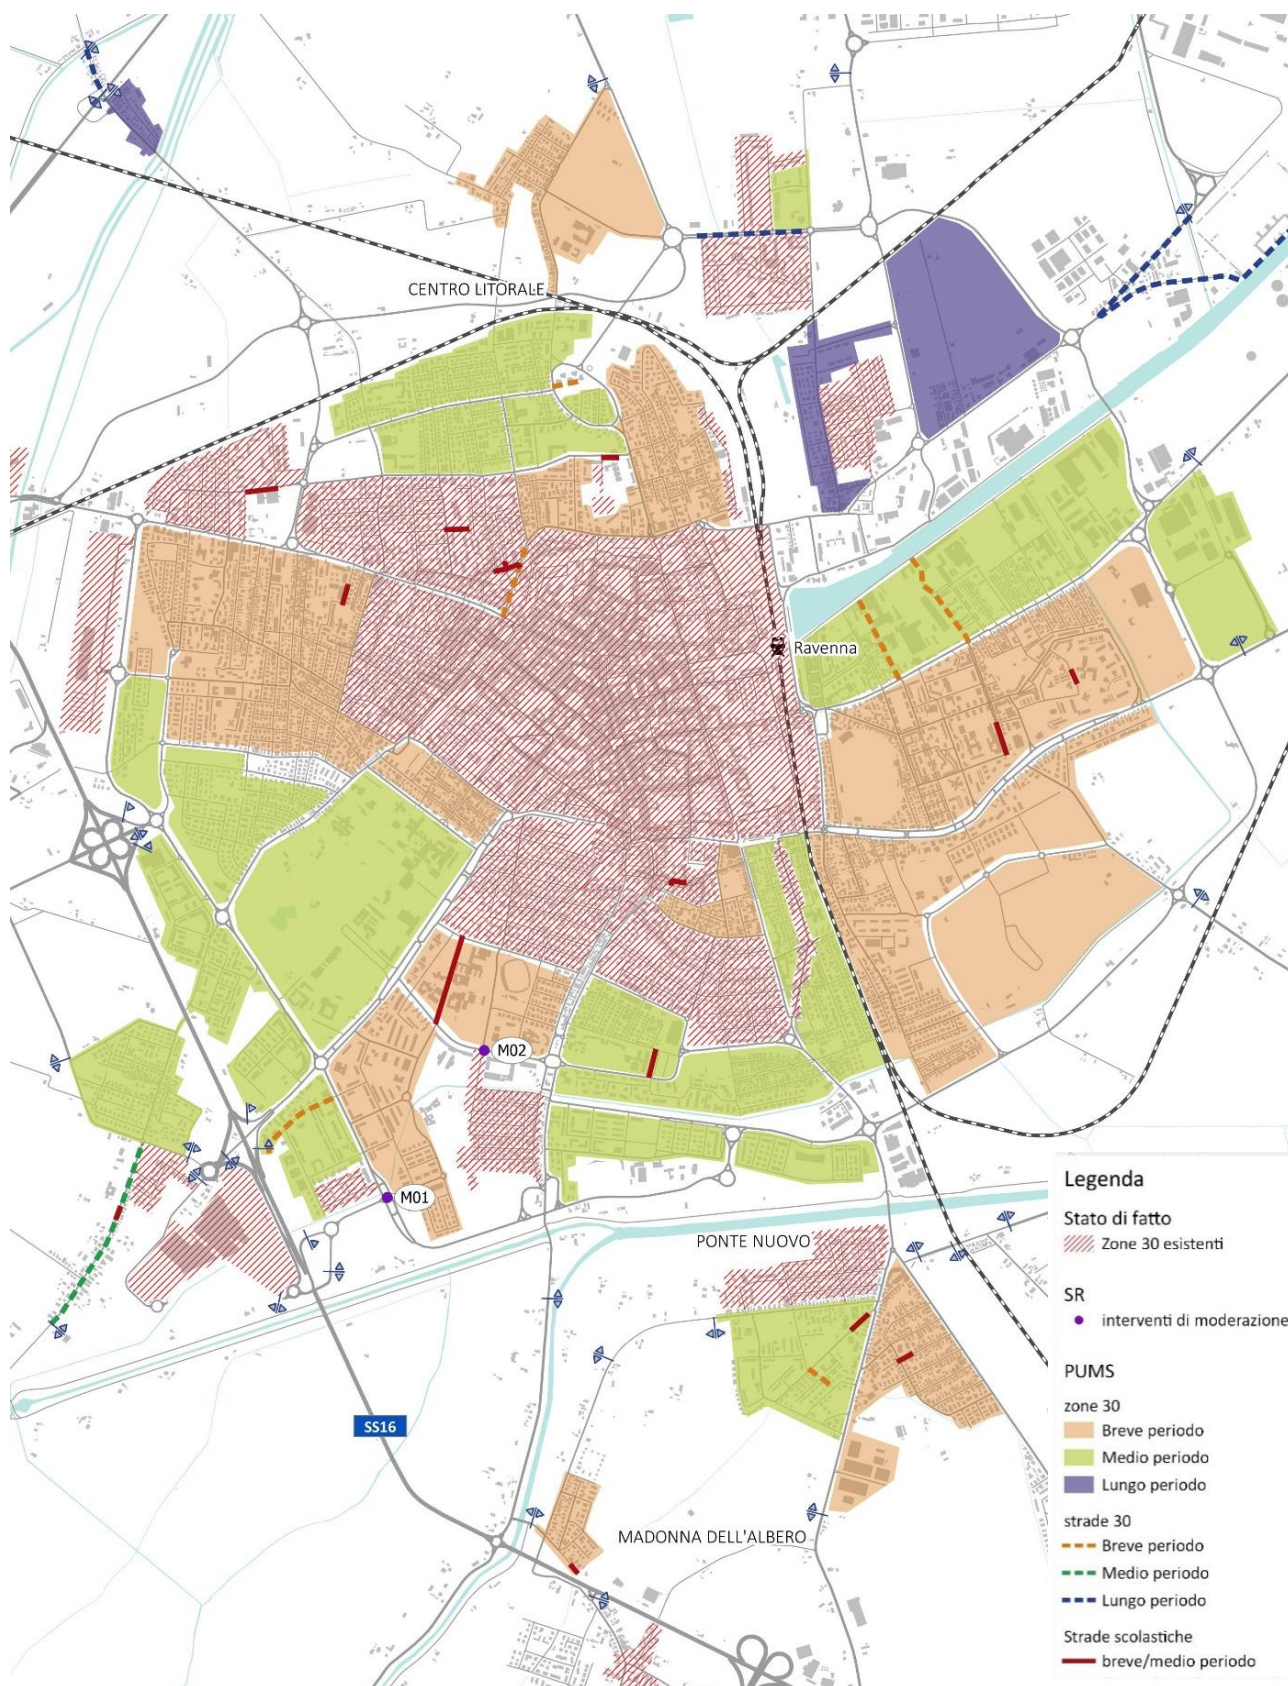 CENTRO LITORALE
Ravenna
M02
M01
PONTE NUOVO
SS16
MADONNA DELL'ALBERO
Legenda
Stato di fatto
Zone 30 esistenti
SR
interventi di moderazione
PUMS
zone 30
Breve periodo
Medio periodo
Lungo periodo
strade 30
Breve periodo
Medio periodo
Lungo periodo
Strade scolastiche
breve/medio periodo